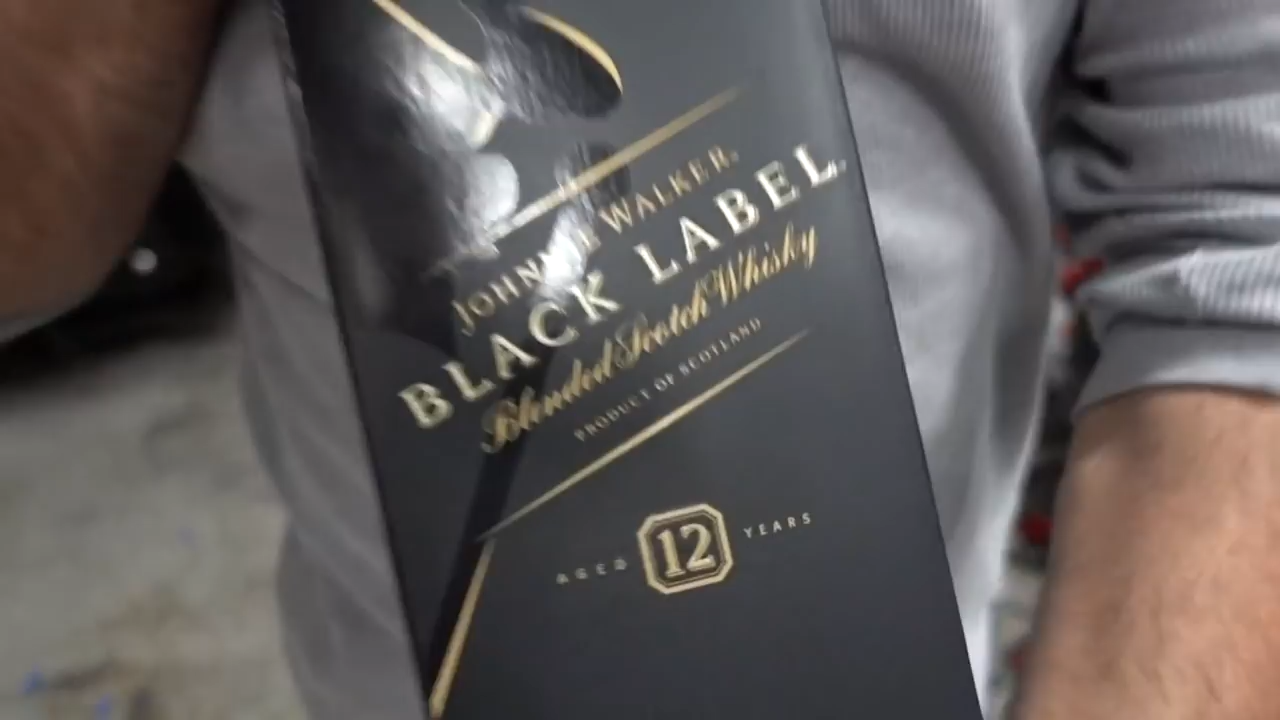 JOHNNIE WALKER.
BLACK LABEL
Blended Scotch Whisky
PRODUCT OF SCOTLAND
AGED 12 YEARS